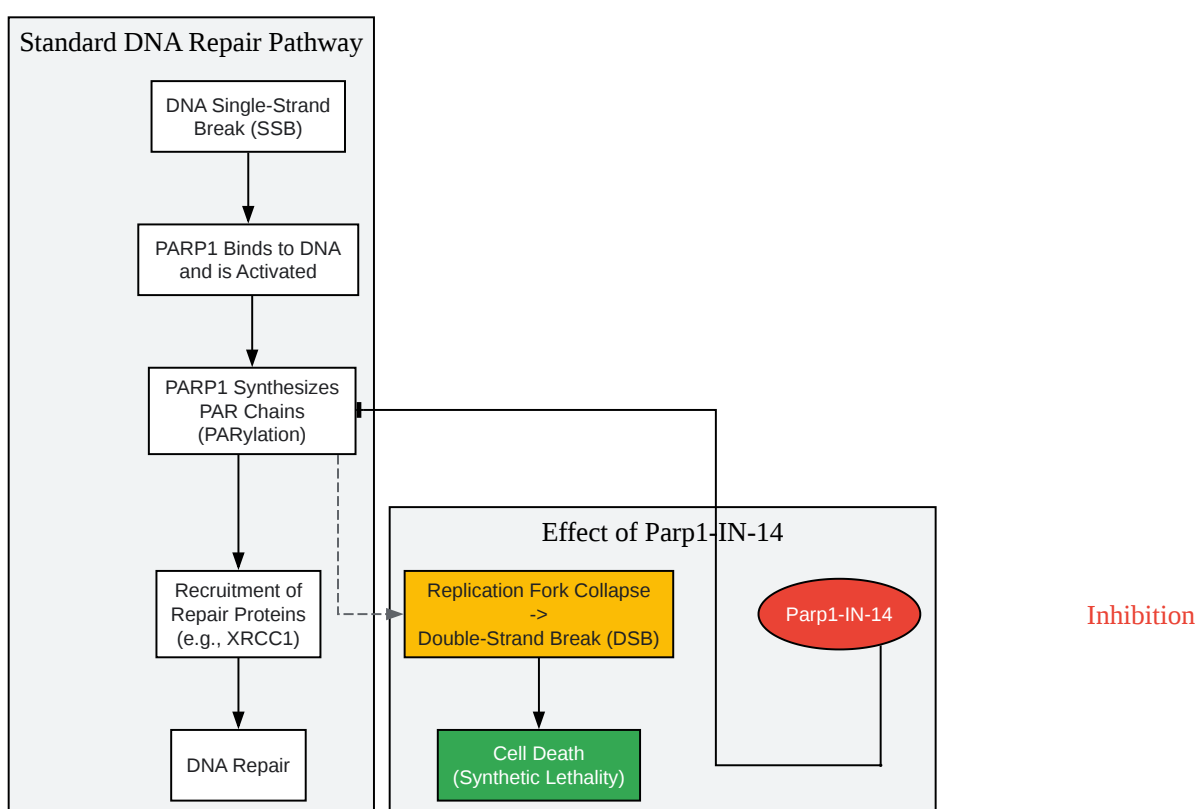 Standard DNA Repair Pathway
DNA Single-Strand
Break (SSB)
PARP1 Binds to DNA
and is Activated
PARP1 Synthesizes
PAR Chains
(PARylation)
Recruitment of
Repair Proteins
(e.g., XRCC1)
DNA Repair
Effect of Parp1-IN-14
Replication Fork Collapse
->
Double-Strand Break (DSB)
Cell Death
(Synthetic Lethality)
Parp1-IN-14
Inhibition